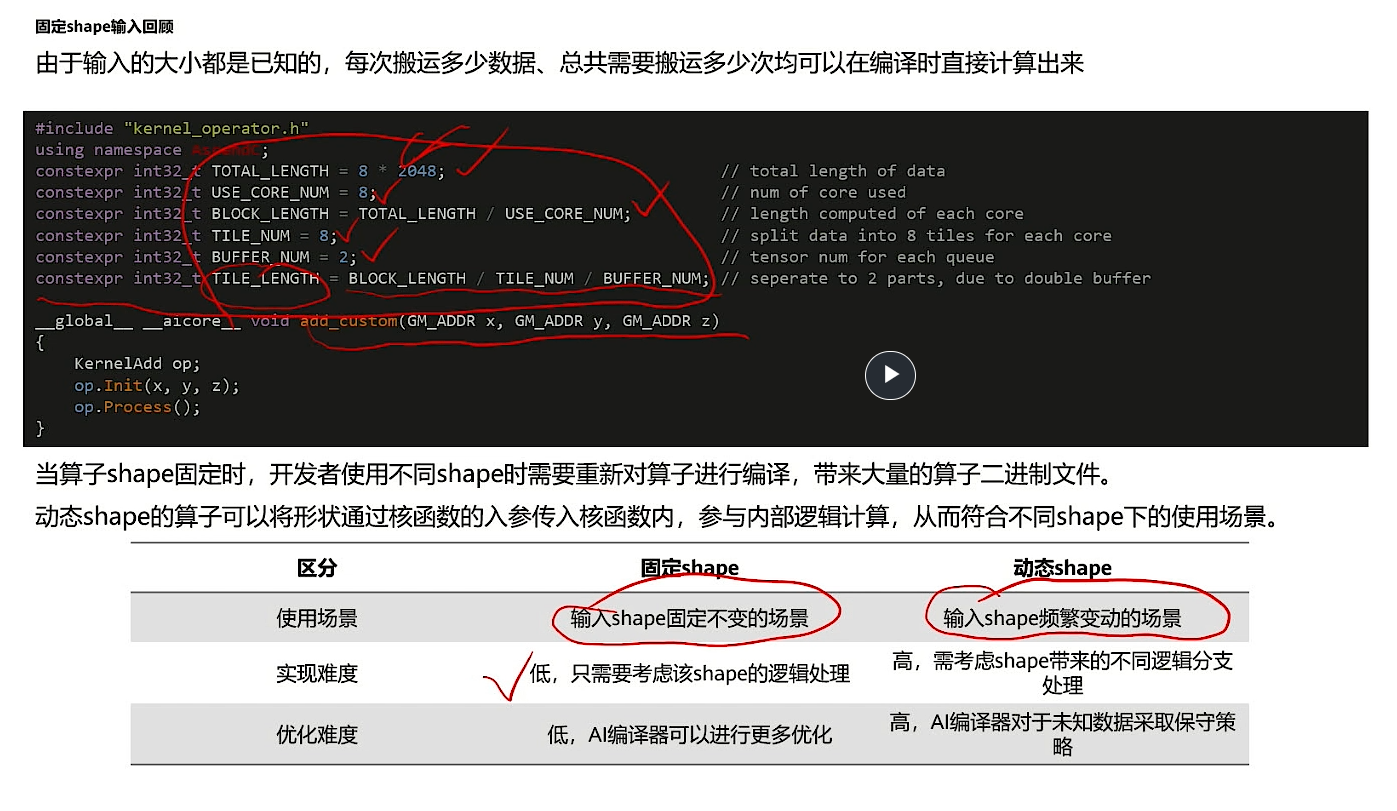 固定shape输入回顾
由于输入的大小都是已知的，每次搬运多少数据、总共需要搬运多少次均可以在编译时直接计算出来
#include "kernel_operator.h"
using namespace ;
constexpr int32_t TOTAL_LENGTH = 8 * 2048; // total length of data
constexpr int32_t USE_CORE_NUM = 8; // num of core used
constexpr int32_t BLOCK_LENGTH = TOTAL_LENGTH / USE_CORE_NUM; // length computed of each core
constexpr int32_t TILE_NUM = 8; // split data into 8 tiles for each core
constexpr int32_t BUFFER_NUM = 2; // tensor num for each queue
constexpr int32_t TILE_LENGTH = BLOCK_LENGTH / TILE_NUM / BUFFER_NUM; // seperate to 2 parts, due to double buffer
__global__ __aicore__ void add_custom(GM_ADDR x, GM_ADDR y, GM_ADDR z)
{
KernelAdd op;
op.Init(x, y, z);
op.Process();
}
当算子shape固定时，开发者使用不同shape时需要重新对算子进行编译，带来大量的算子二进制文件。
动态shape的算子可以将形状通过核函数的入参传入核函数内，参与内部逻辑计算，从而符合不同shape下的使用场景。
区分 固定shape 动态shape
使用场景 输入shape固定不变的场景 输入shape频繁变动的场景
实现难度 低，只需要考虑该shape的逻辑处理 高，需考虑shape带来的不同逻辑分支
处理
优化难度 低，AI编译器可以进行更多优化 高，AI编译器对于未知数据采取保守策
略